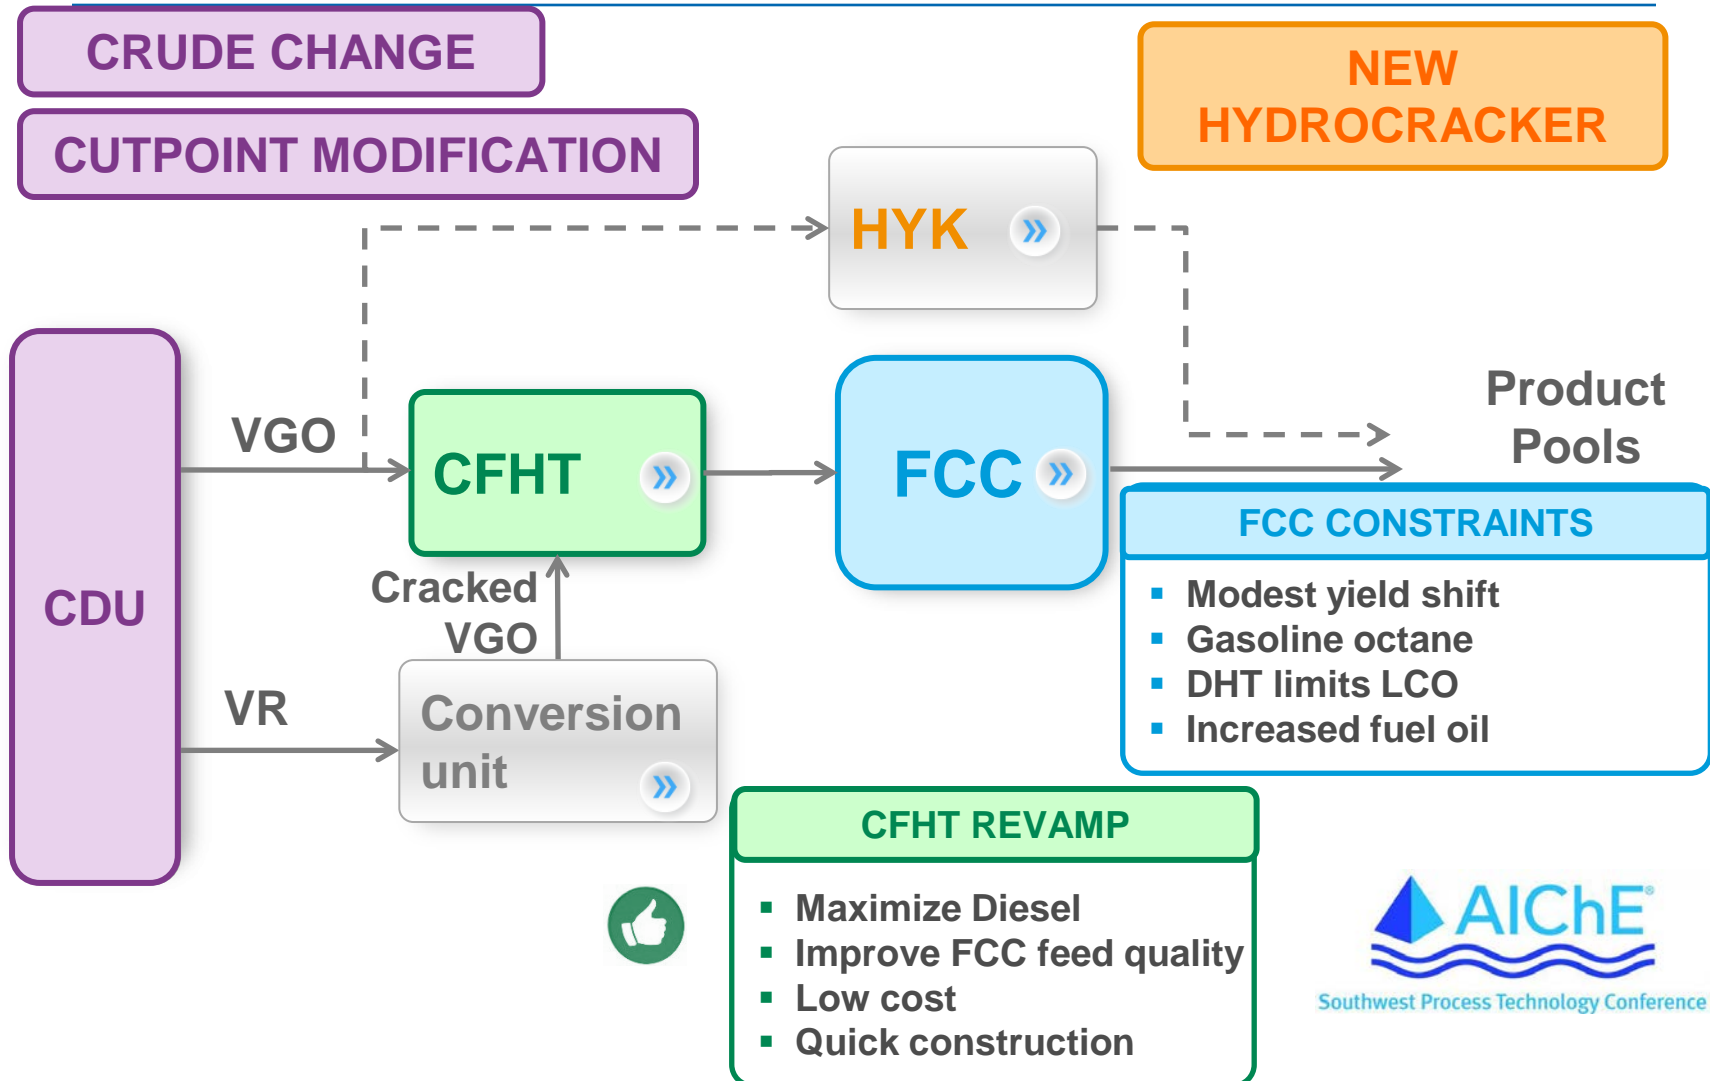 CRUDE CHANGE
CUTPOINT MODIFICATION
NEW
HYDROCRACKER
HYK
CDU
VGO
CFHT
FCC
Product
Pools
Cracked
VGO
VR
Conversion
unit
FCC CONSTRAINTS
▪ Modest yield shift
▪ Gasoline octane
▪ DHT limits LCO
▪ Increased fuel oil
CFHT REVAMP
▪ Maximize Diesel
▪ Improve FCC feed quality
▪ Low cost
▪ Quick construction
AIChE®
Southwest Process Technology Conference